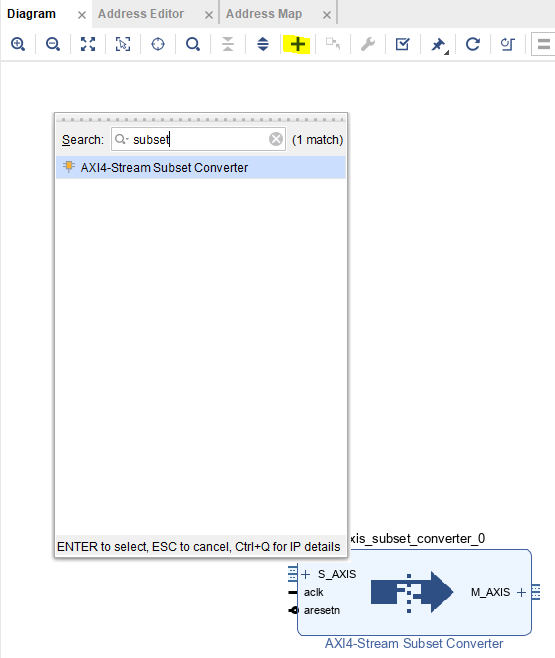 Diagram
Address Editor
Address Map
Search: subset (1 match)
AXI4-Stream Subset Converter
ENTER to select, ESC to cancel, Ctrl+Q for IP details
xis_subset_converter_0
S_AXIS
aclk
aresetn
M_AXIS
AXI4-Stream Subset Converter